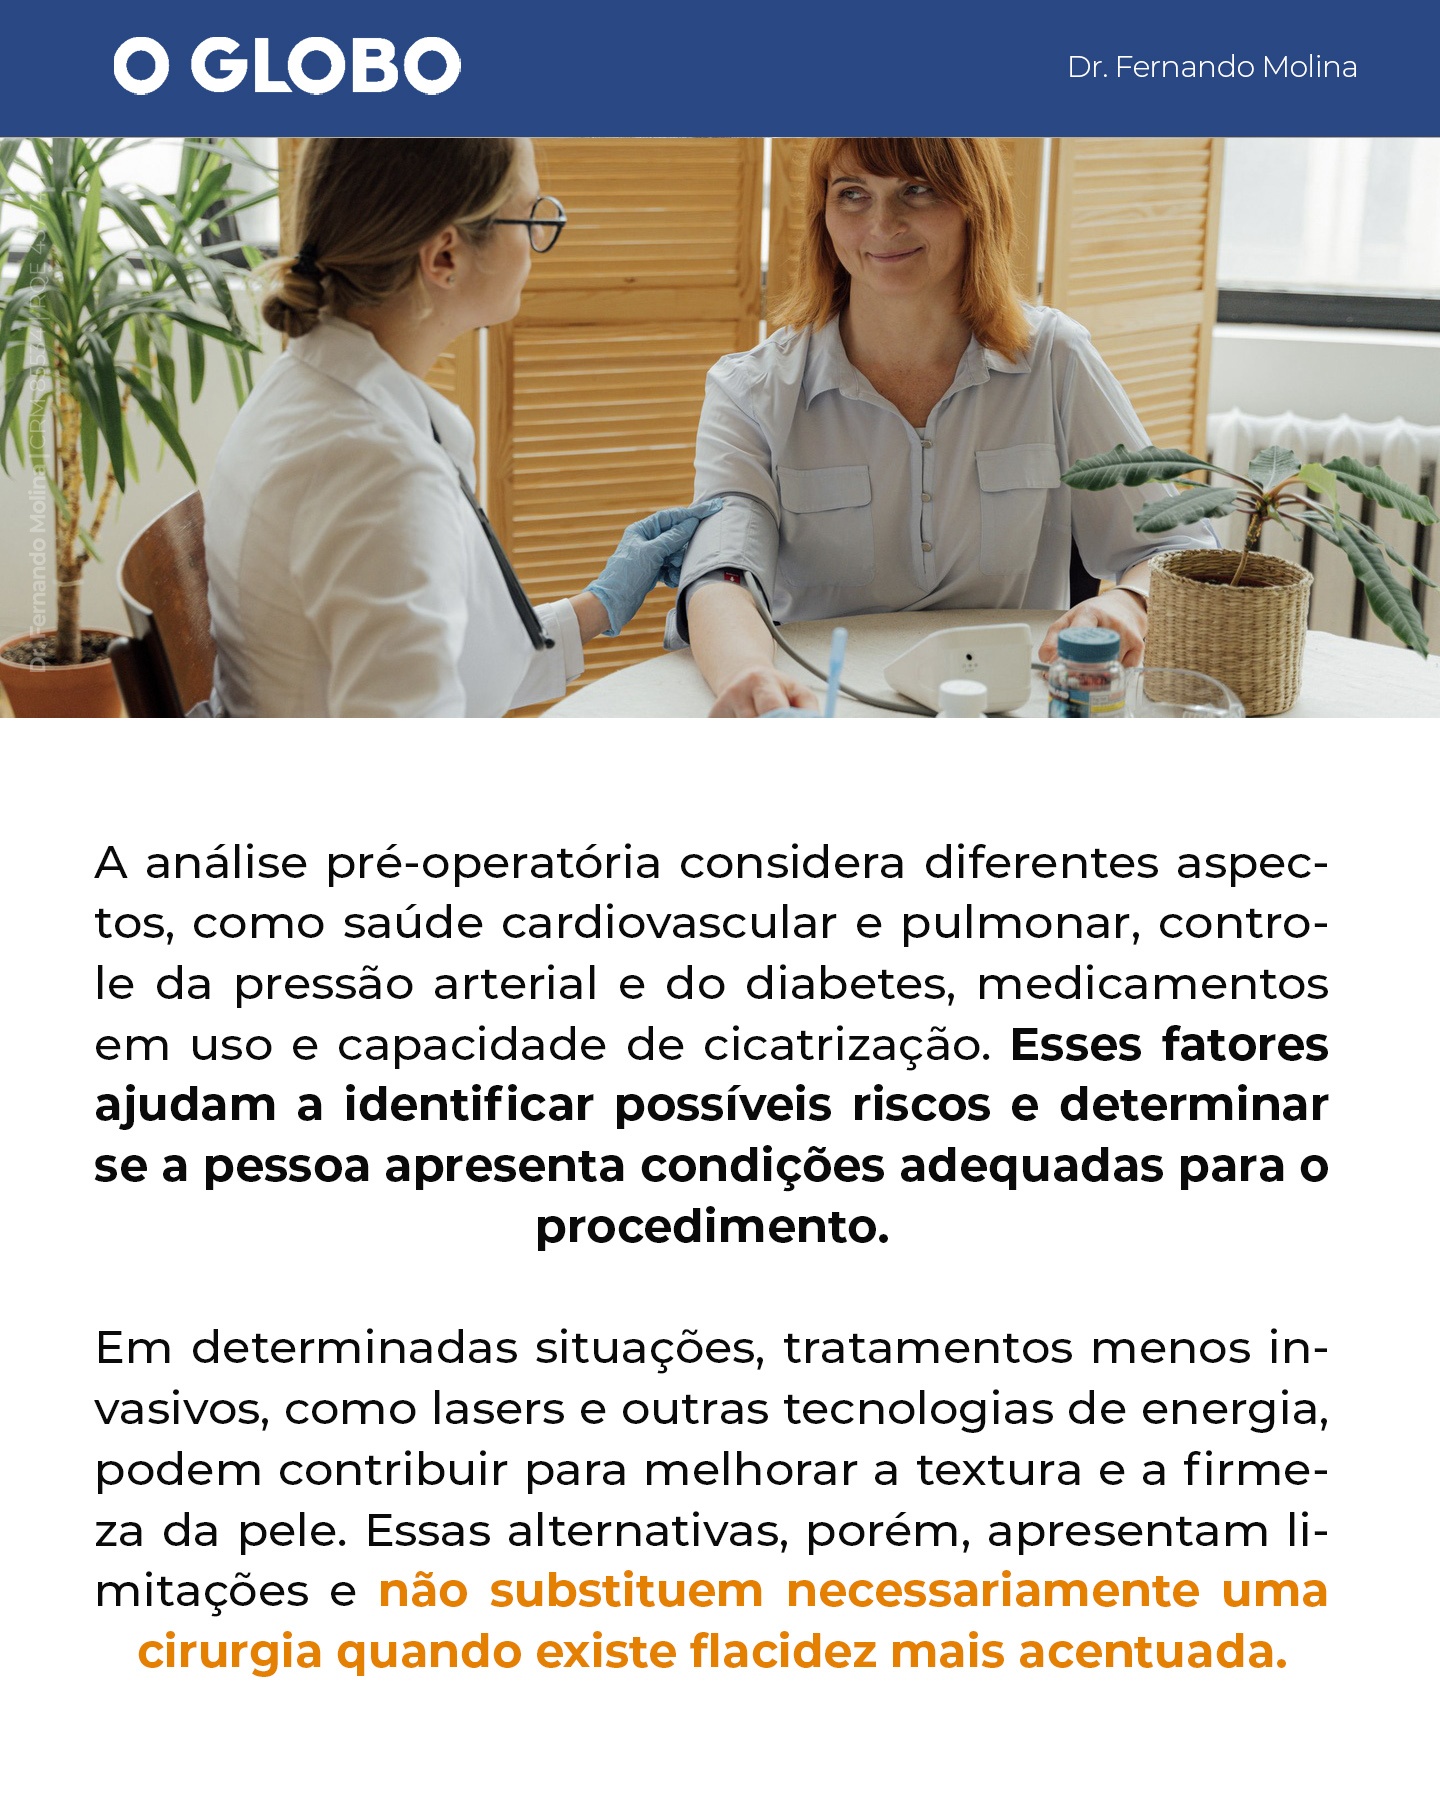 O GLOBO
Dr. Fernando Molina
Dr. Fernando Molina | CRM
A análise pré-operatória considera diferentes aspec-
tos, como saúde cardiovascular e pulmonar, contro-
le da pressão arterial e do diabetes, medicamentos
em uso e capacidade de cicatrização. Esses fatores
ajudam a identificar possíveis riscos e determinar
se a pessoa apresenta condições adequadas para o
procedimento.
Em determinadas situações, tratamentos menos in-
vasivos, como lasers e outras tecnologias de energia,
podem contribuir para melhorar a textura e a firme-
za da pele. Essas alternativas, porém, apresentam li-
mitações e não substituem necessariamente uma
cirurgia quando existe flacidez mais acentuada.